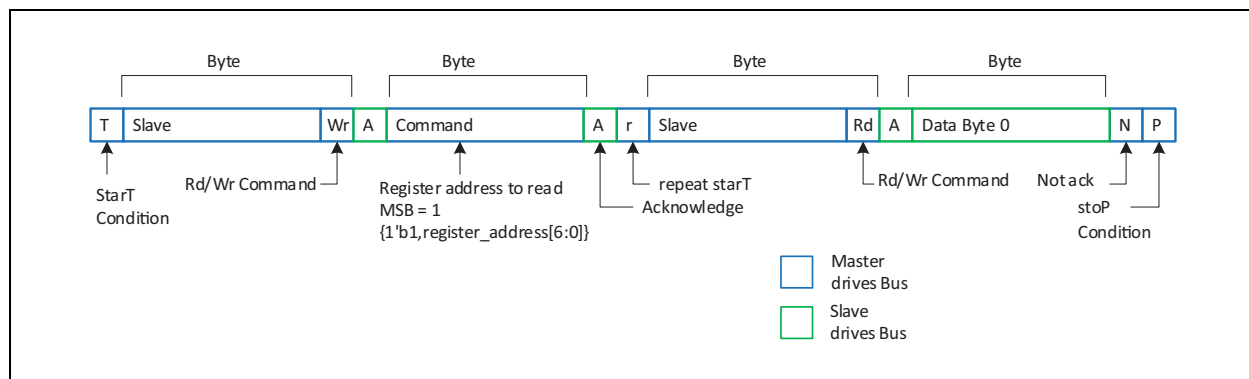 Byte Byte Byte Byte
T Slave Wr A Command A r Slave Rd A Data Byte 0 N P
StarT
Condition
Rd/Wr Command
Register address to read
MSB = 1
{1'b1,register_address[6:0]}
repeat starT
Acknowledge
Rd/Wr Command
Not ack
stoP
Condition
Master
drives Bus
Slave
drives Bus